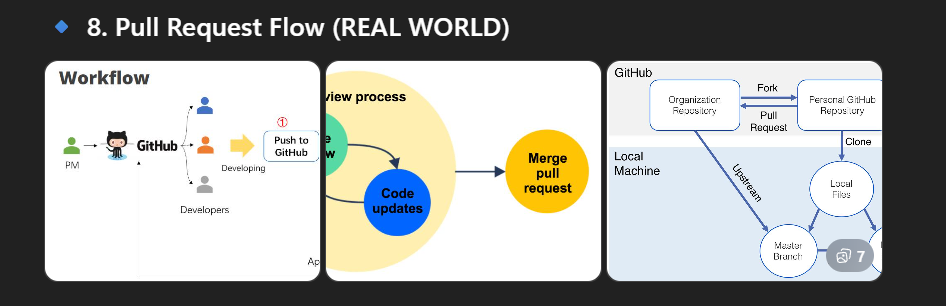 8. Pull Request Flow (REAL WORLD)
Workflow
PM
GitHub
Developers
Developing
①
Push to
GitHub
Ap
view process
e
w
Code
updates
Merge
pull
request
GitHub
Organization
Repository
Fork
Pull
Request
Personal GitHub
Repository
Clone
Local
Machine
Upstream
Local
Files
Master
Branch
7